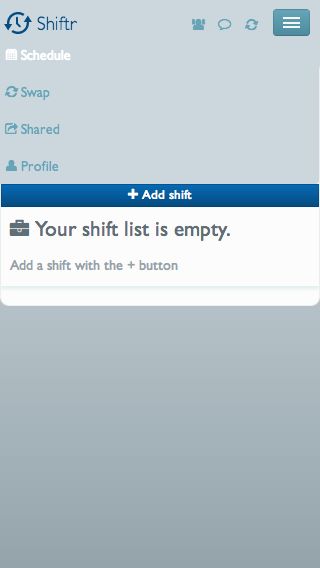 Shiftr
Schedule
Swap
Shared
Profile
+ Add shift
Your shift list is empty.
Add a shift with the + button